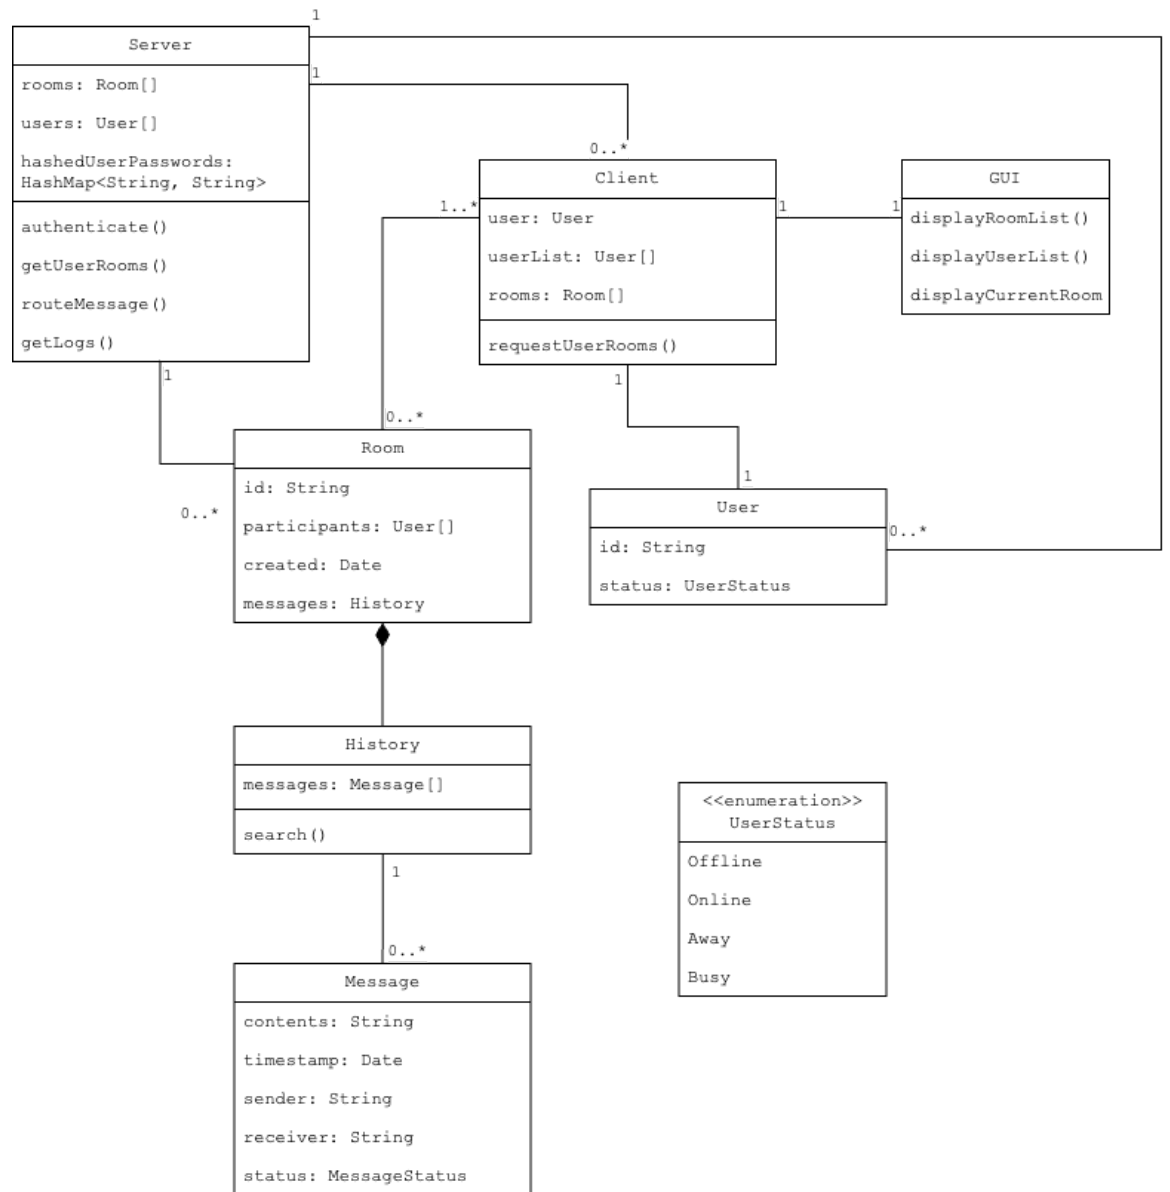 1
Server
rooms: Room[]
users: User[]
hashedUserPasswords:
HashMap<String, String>
authenticate()
getUserRooms()
routeMessage()
getLogs()
1
0..*
Client
user: User
userList: User[]
rooms: Room[]
requestUserRooms()
1
1
GUI
displayRoomList()
displayUserList()
displayCurrentRoom
1..*
0..*
1
0..*
Room
id: String
participants: User[]
created: Date
messages: History
1
1
User
id: String
status: UserStatus
0..*
History
messages: Message[]
search()
1
0..*
Message
contents: String
timestamp: Date
sender: String
receiver: String
status: MessageStatus
<<enumeration>>
UserStatus
Offline
Online
Away
Busy